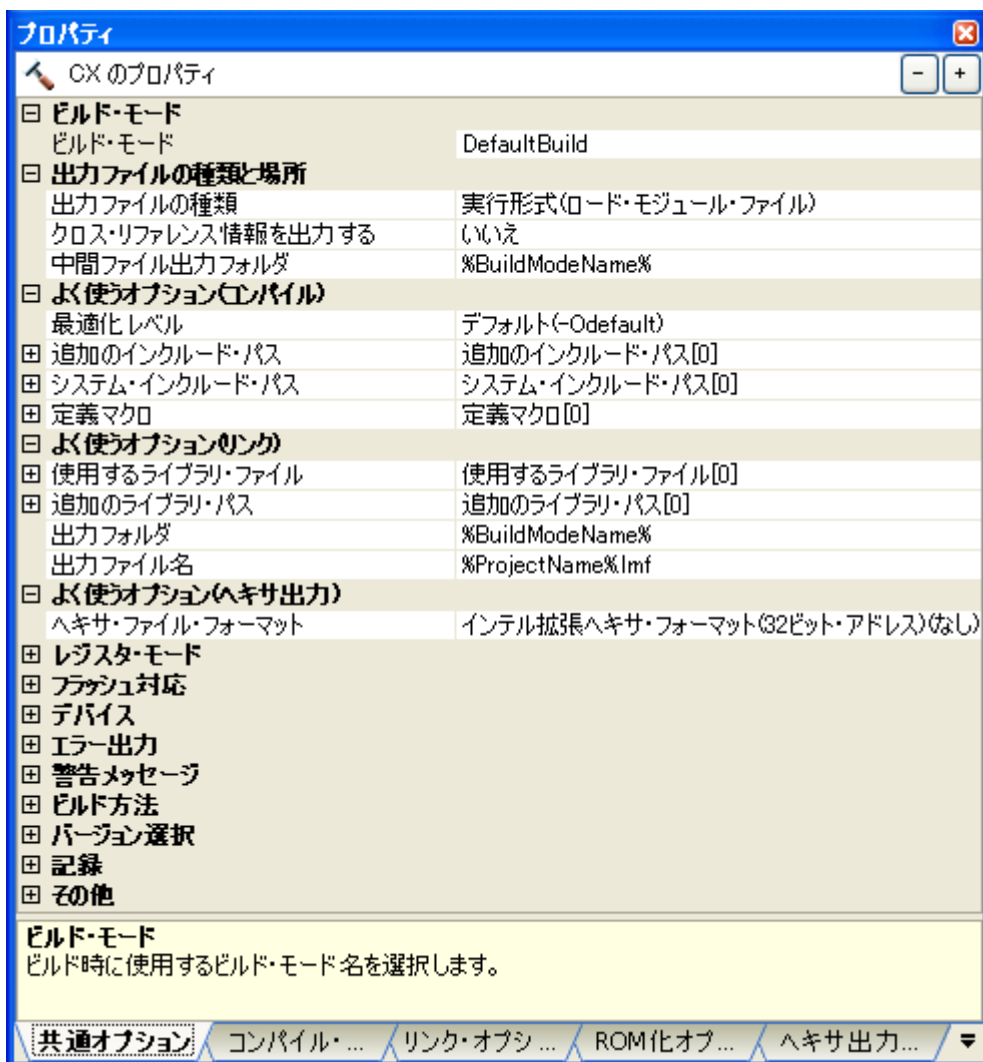 プロパティ
CX のプロパティ
ビルド・モード
ビルド・モード DefaultBuild
出力ファイルの種類と場所
出力ファイルの種類 実行形式(ロード・モジュール・ファイル)
クロス・リファレンス情報を出力する いいえ
中間ファイル出力フォルダ %BuildModeName%
よく使うオプション(コンパイル)
最適化レベル デフォルト(-Odefault)
追加のインクルード・パス 追加のインクルード・パス[0]
システム・インクルード・パス システム・インクルード・パス[0]
定義マクロ 定義マクロ[0]
よく使うオプション(リンク)
使用するライブラリ・ファイル 使用するライブラリ・ファイル[0]
追加のライブラリ・パス 追加のライブラリ・パス[0]
出力フォルダ %BuildModeName%
出力ファイル名 %ProjectName%.lmf
よく使うオプション(ヘキサ出力)
ヘキサ・ファイル・フォーマット インテル拡張ヘキサ・フォーマット(32ビット・アドレス)(なし)
レジスタ・モード
フラッシュ対応
デバイス
エラー出力
警告メッセージ
ビルド方法
バージョン選択
記録
その他
ビルド・モード
ビルド時に使用するビルド・モード名を選択します。
共通オプション コンパイル・... リンク・オプシ... ROM化オプ... ヘキサ出力...